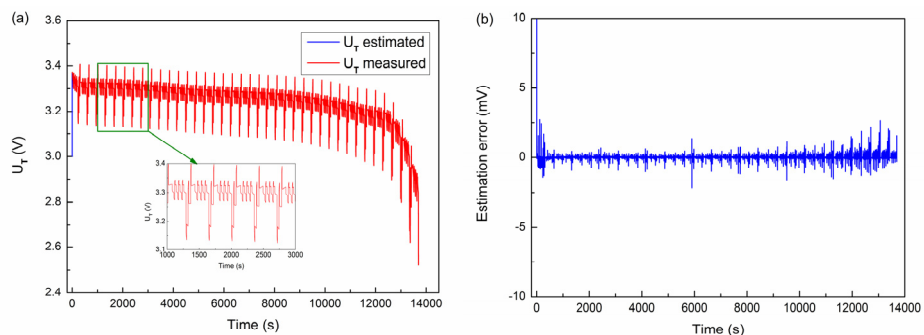 (a)
3.6
3.4
3.2
3.0
2.8
2.6
2.4
U_T (V)
U_T estimated
U_T measured
3.4
3.3
3.2
3.1
U_T (V)
1000 1500 2000 2500 3000
Time (s)
0 2000 4000 6000 8000 10000 12000 14000
Time (s)
(b)
10
5
0
-5
-10
Estimation error (mV)
0 2000 4000 6000 8000 10000 12000 14000
Time (s)